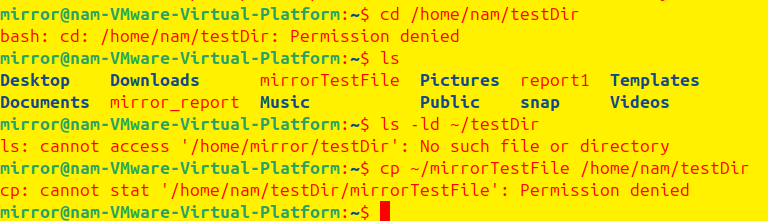 mirror@nam-VMware-Virtual-Platform:~$ cd /home/nam/testDir
bash: cd: /home/nam/testDir: Permission denied
mirror@nam-VMware-Virtual-Platform:~$ ls
Desktop    Downloads      mirrorTestFile  Pictures  report1  Templates
Documents  mirror_report  Music           Public    snap     Videos
mirror@nam-VMware-Virtual-Platform:~$ ls -ld ~/testDir
ls: cannot access '/home/mirror/testDir': No such file or directory
mirror@nam-VMware-Virtual-Platform:~$ cp ~/mirrorTestFile /home/nam/testDir
cp: cannot stat '/home/nam/testDir/mirrorTestFile': Permission denied
mirror@nam-VMware-Virtual-Platform:~$